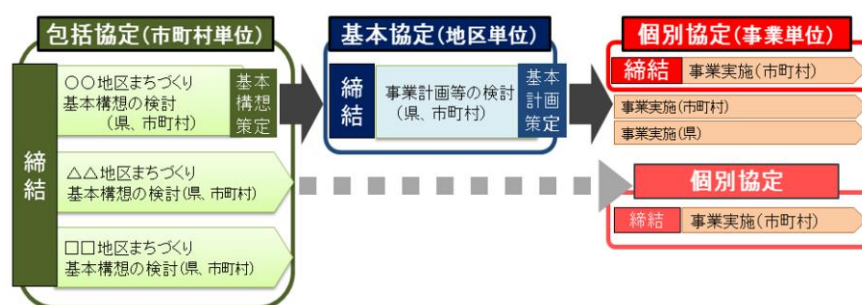 包括協定(市町村単位)
締結
○○地区まちづくり
基本構想の検討
(県、市町村)
基本構想策定
△△地区まちづくり
基本構想の検討(県、市町村)
□□地区まちづくり
基本構想の検討(県、市町村)
基本協定(地区単位)
締結
事業計画等の検討
(県、市町村)
基本計画策定
個別協定(事業単位)
締結
事業実施(市町村)
事業実施(市町村)
事業実施(県)
個別協定
締結
事業実施(市町村)